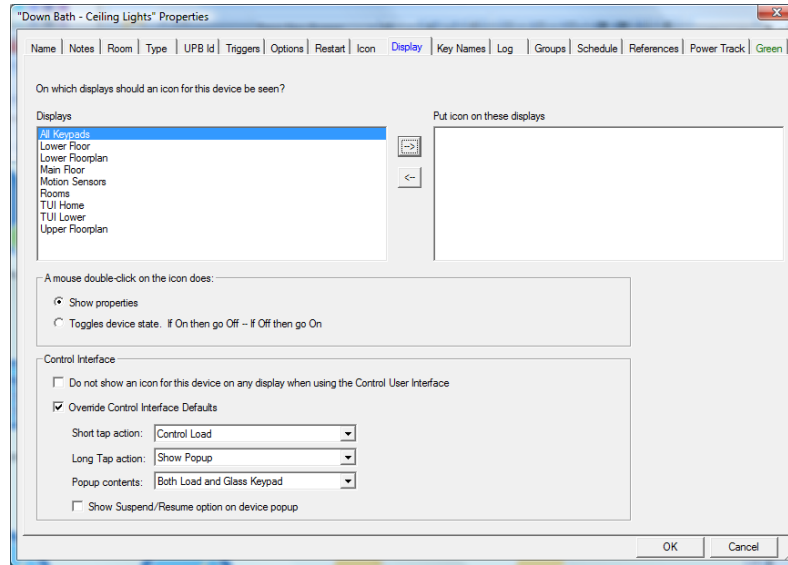 "Down Bath - Ceiling Lights" Properties
Name Notes Room Type UPB Id Triggers Options Restart Icon Display Key Names Log Groups Schedule References Power Track Green
On which displays should an icon for this device be seen?
Displays
Put icon on these displays
All Keypads
Lower Floor
Lower Floorplan
Main Floor
Motion Sensors
Rooms
TUI Home
TUI Lower
Upper Floorplan
-->
<--
A mouse double-click on the icon does:
Show properties
Toggles device state. If On then go Off -- If Off then go On
Control Interface
Do not show an icon for this device on any display when using the Control User Interface
Override Control Interface Defaults
Short tap action: Control Load
Long Tap action: Show Popup
Popup contents: Both Load and Glass Keypad
Show Suspend/Resume option on device popup
OK Cancel